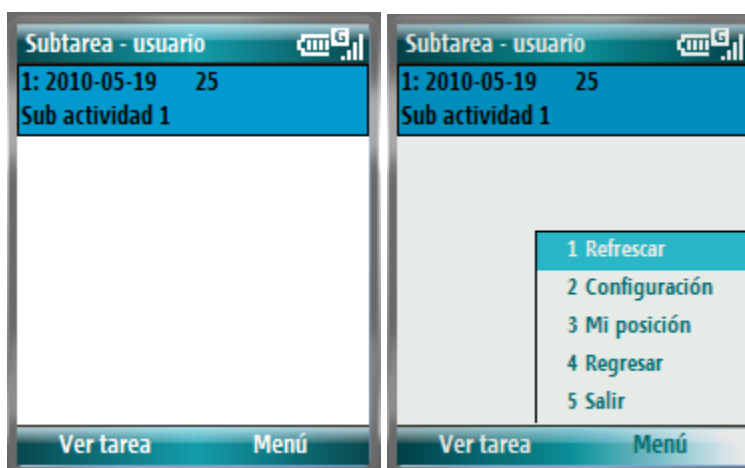 Subtarea - usuario
1: 2010-05-19 25
Sub actividad 1
Ver tarea Menú
Subtarea - usuario
1: 2010-05-19 25
Sub actividad 1
1 Refrescar
2 Configuración
3 Mi posición
4 Regresar
5 Salir
Ver tarea Menú